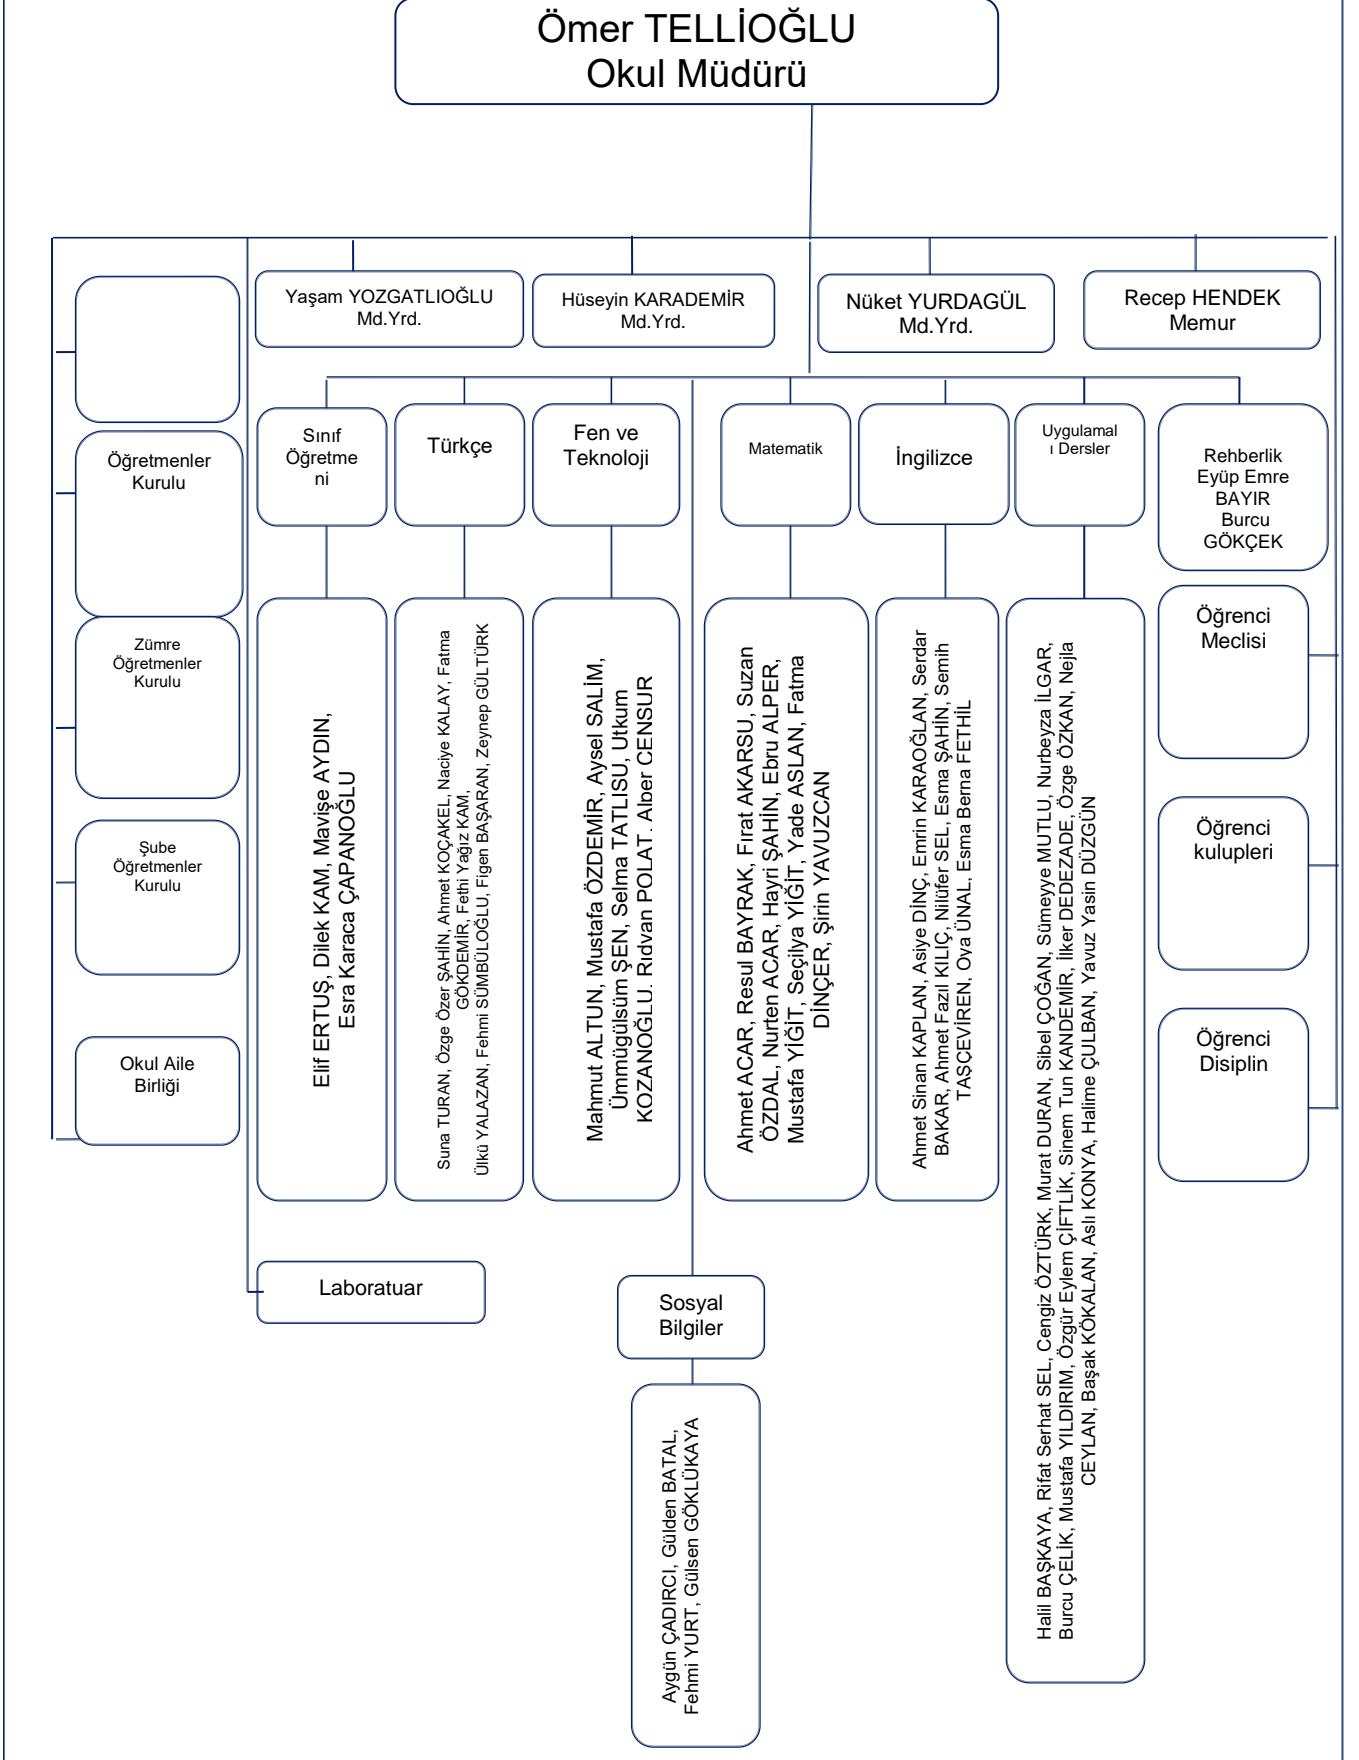 Ömer TELLİOĞLU
Okul Müdürü
Yaşam YOZGATLIOĞLU
Md.Yrd.
Hüseyin KARADEMİR
Md.Yrd.
Nüket YURDAGÜL
Md.Yrd.
Recep HENDEK
Memur
Öğretmenler
Kurulu
Zümre
Öğretmenler
Kurulu
Şube
Öğretmenler
Kurulu
Okul Aile
Birliği
Sınıf
Öğretme
ni
Türkçe
Fen ve
Teknoloji
Matematik
İngilizce
Uygulamal
ı Dersler
Rehberlik
Eyüp Emre
BAYIR
Burcu
GÖKÇEK
Öğrenci
Meclisi
Öğrenci
kulupleri
Öğrenci
Disiplin
Elif ERTUŞ, Dilek KAM, Mavişe AYDIN,
Esra Karaca ÇAPANOĞLU
Suna TURAN, Özge Özer ŞAHİN, Ahmet KOÇAKEL, Naciye KALAY, Fatma
GÖKDEMİR, Fethi Yağız KAM,
Ülkü YALAZAN, Fehmi SÜMBÜLOĞLU, Figen BAŞARAN, Zeynep GÜLTÜRK
Mahmut ALTUN, Mustafa ÖZDEMİR, Aysel SALİM,
Ümmügülsüm ŞEN, Selma TATLISU, Utkum
KOZANOĞLU. Rıdvan POLAT. Alber CENSUR
Ahmet ACAR, Resul BAYRAK, Fırat AKARSU, Suzan
ÖZDAL, Nurten ACAR, Hayri ŞAHİN, Ebru ALPER,
Mustafa YİĞİT, Seçilya YİĞİT, Yade ASLAN, Fatma
DİNÇER, Şirin YAVUZCAN
Ahmet Sinan KAPLAN, Asiye DİNÇ, Emrin KARAOĞLAN, Serdar
BAKAR, Ahmet Fazıl KILIÇ, Nilüfer SEL, Esma ŞAHİN, Semih
TAŞÇEVİREN, Oya ÜNAL, Esma Berna FETHİL
Halil BAŞKAYA, Rifat Serhat SEL, Cengiz ÖZTÜRK, Murat DURAN, Sibel ÇOĞAN, Sümeyye MUTLU, Nurbeyza İLGAR,
Burcu ÇELİK, Mustafa YILDIRIM, Özgür Eylem ÇİFTLİK, Sinem Tun KANDEMİR, İlker DEDEZADE, Özge ÖZKAN, Nejla
CEYLAN, Başak KÖKALAN, Aslı KONYA, Halime ÇULBAN, Yavuz Yasin DÜZGÜN
Laboratuar
Sosyal
Bilgiler
Aygün ÇADIRCI, Gülden BATAL,
Fehmi YURT, Gülsen GÖKLÜKAYA